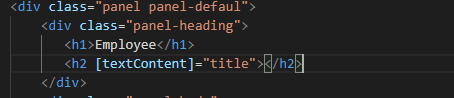 <div class="panel panel-defaul">
<div class="panel-heading">
<h1>Employee</h1>
<h2 [textContent]="title"></h2>
</div>